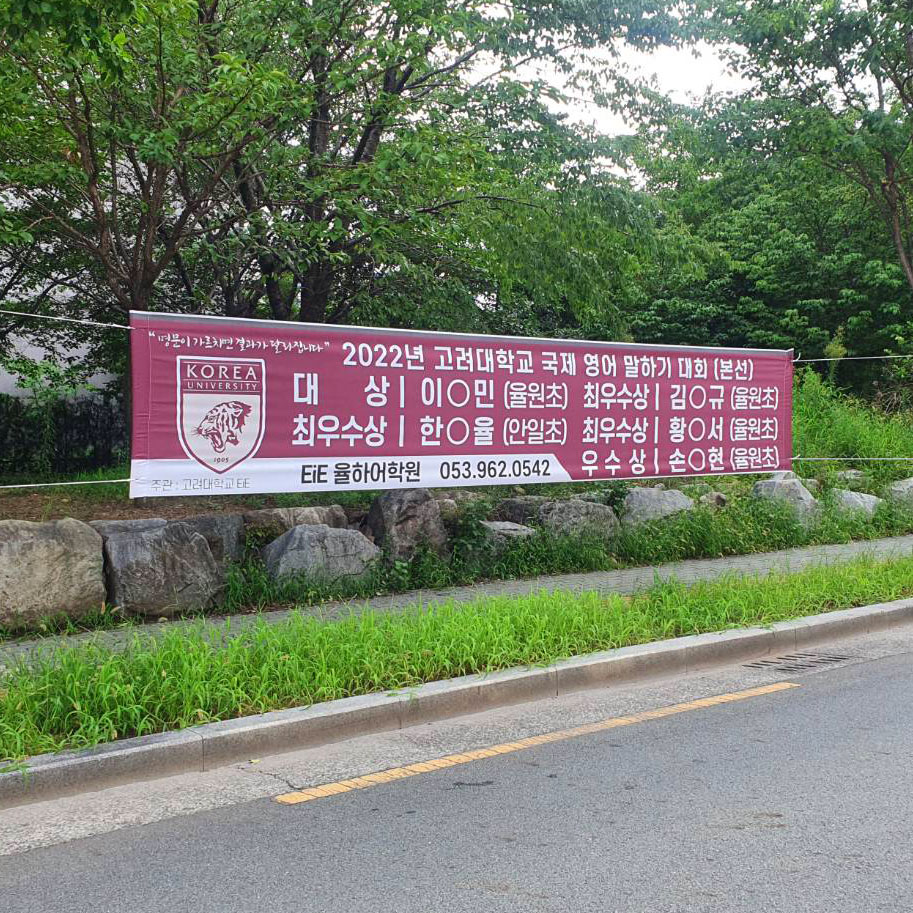 “명문이 가르치면 결과가 달라집니다”
KOREA
UNIVERSITY
1905
주관 : 고려대학교 EiE
2022년 고려대학교 국제 영어 말하기 대회 (본선)
대 상 | 이○민 (율원초) 최우수상 | 김○규 (율원초)
최우수상 | 한○율 (안일초) 최우수상 | 황○서 (율원초)
우 수 상 | 손○현 (율원초)
EiE 율하어학원 053.962.0542